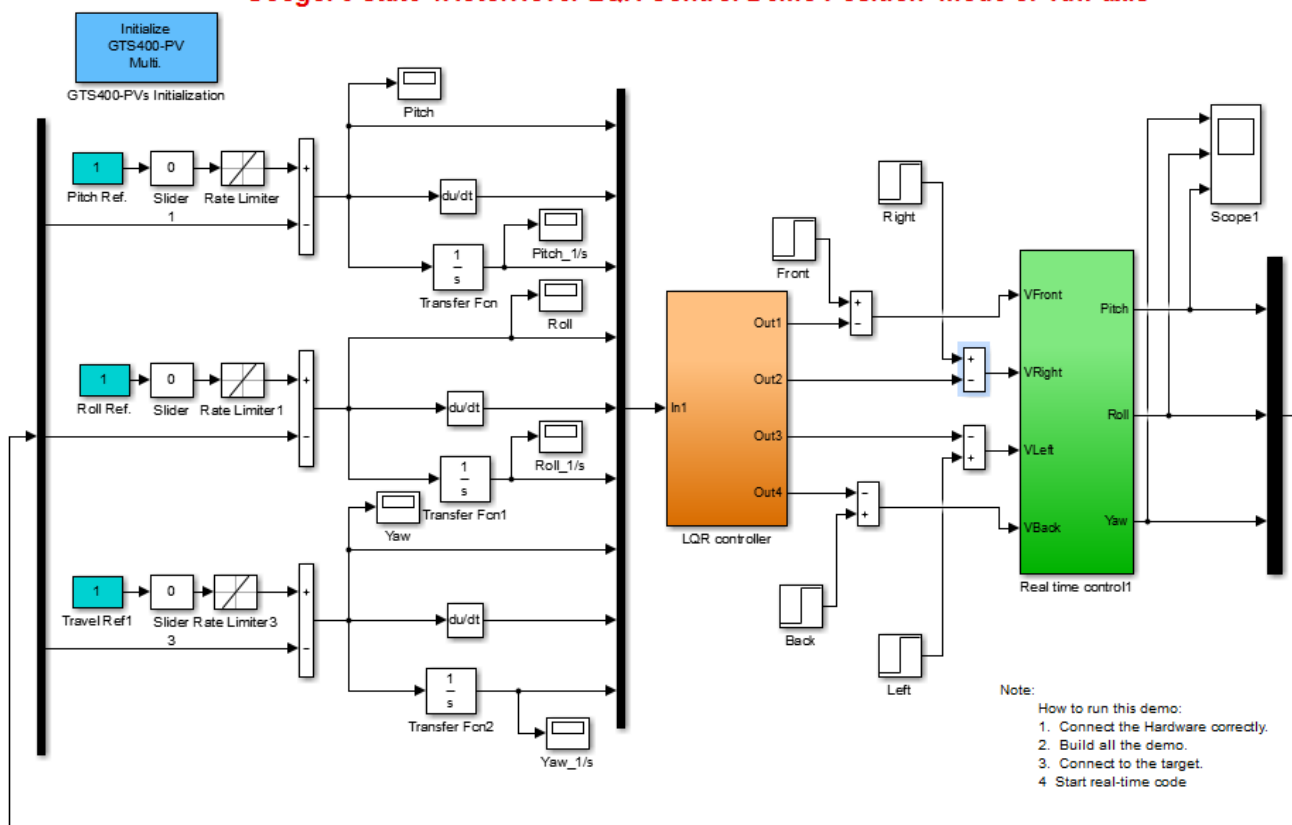 Initialize
GTS400-PV
Multi.
GTS400-PVs Initialization
Pitch
1
Pitch Ref.
0
Slider
1
Rate Limiter
+
−
du/dt
Pitch_1/s
1
s
Transfer Fcn
Roll
1
Roll Ref.
0
Slider
Rate Limiter1
+
−
du/dt
Roll_1/s
1
s
Transfer Fcn1
Yaw
1
Travel Ref1
0
Slider
3
Rate Limiter3
+
−
du/dt
1
s
Transfer Fcn2
Yaw_1/s
In1
Out1
Out2
Out3
Out4
LQR controller
Right
Front
+
−
+
−
−
+
−
+
Back
Left
VFront
VRight
VLeft
VBack
Pitch
Roll
Yaw
Real time control1
Scope1
Note:
How to run this demo:
1. Connect the Hardware correctly.
2. Build all the demo.
3. Connect to the target.
4 Start real-time code